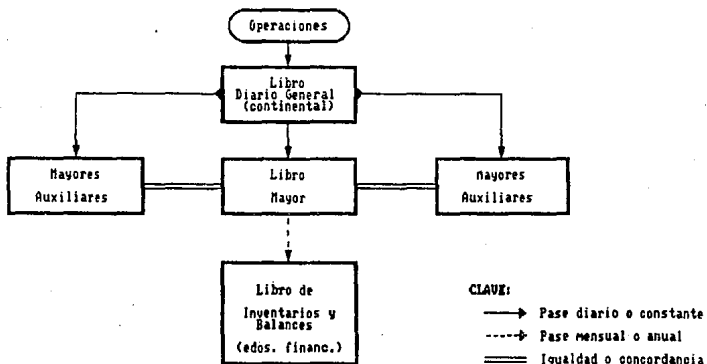 Operaciones
Libro
Diario General
(continental)
Mayores
Auxiliares
Libro
Mayor
mayores
Auxiliares
Libro de
Inventarios y
Balances
(edos. financ.)
CLAVE:
Pase diario o constante
Pase mensual o anual
Igualdad o concordancia